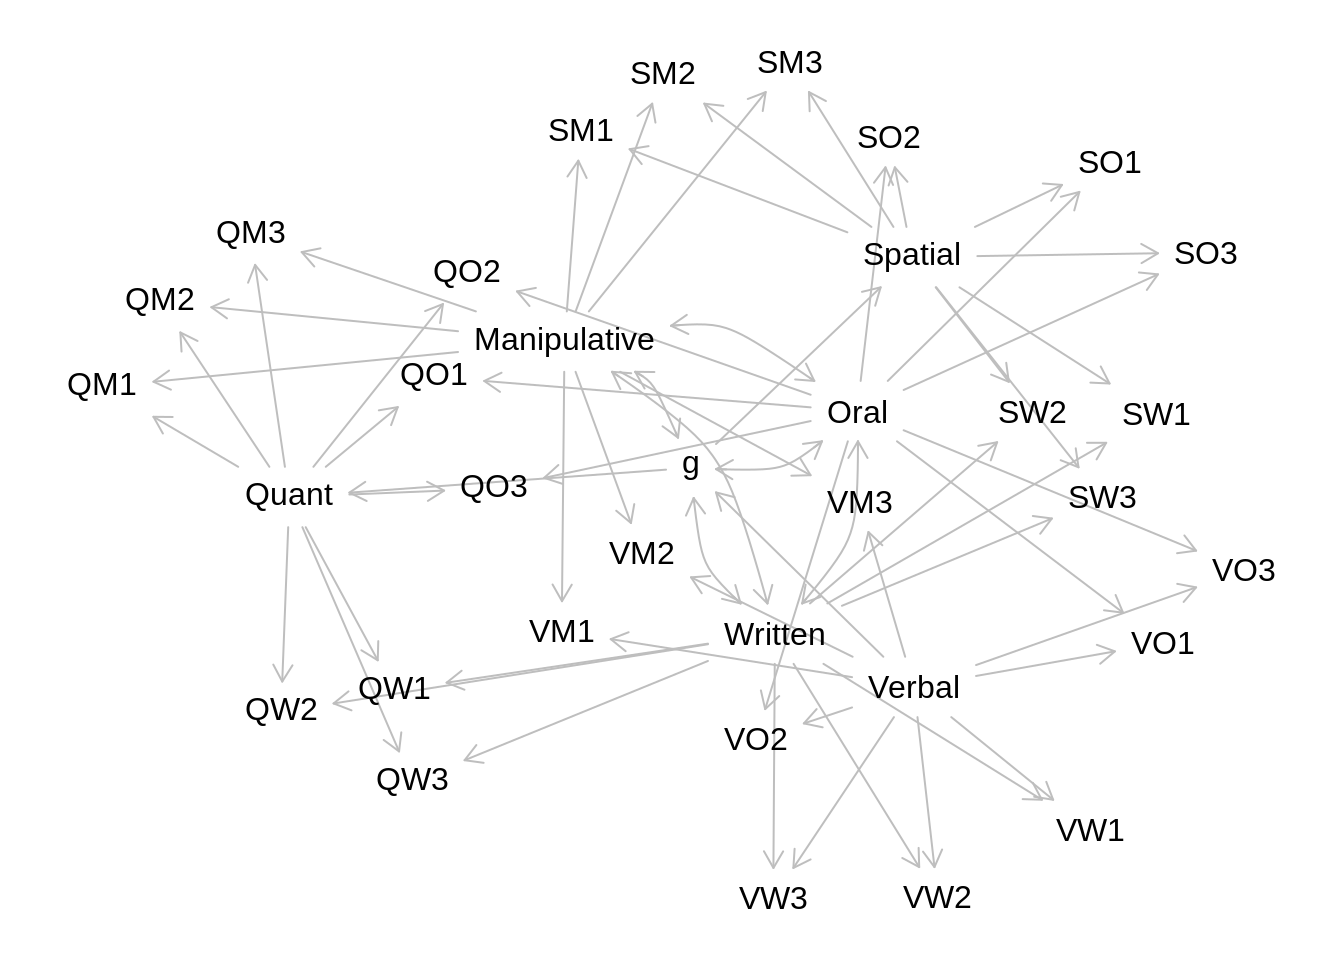 SM3
SM2
SM1
SO2
SO1
QM3
SO3
Spatial
QO2
QM2
Manipulative
QO1
QM1
Oral
SW2
SW1
g
QO3
Quant
SW3
VM3
VM2
VO3
VM1
Written
VO1
QW1
Verbal
QW2
VO2
QW3
VW1
VW3
VW2